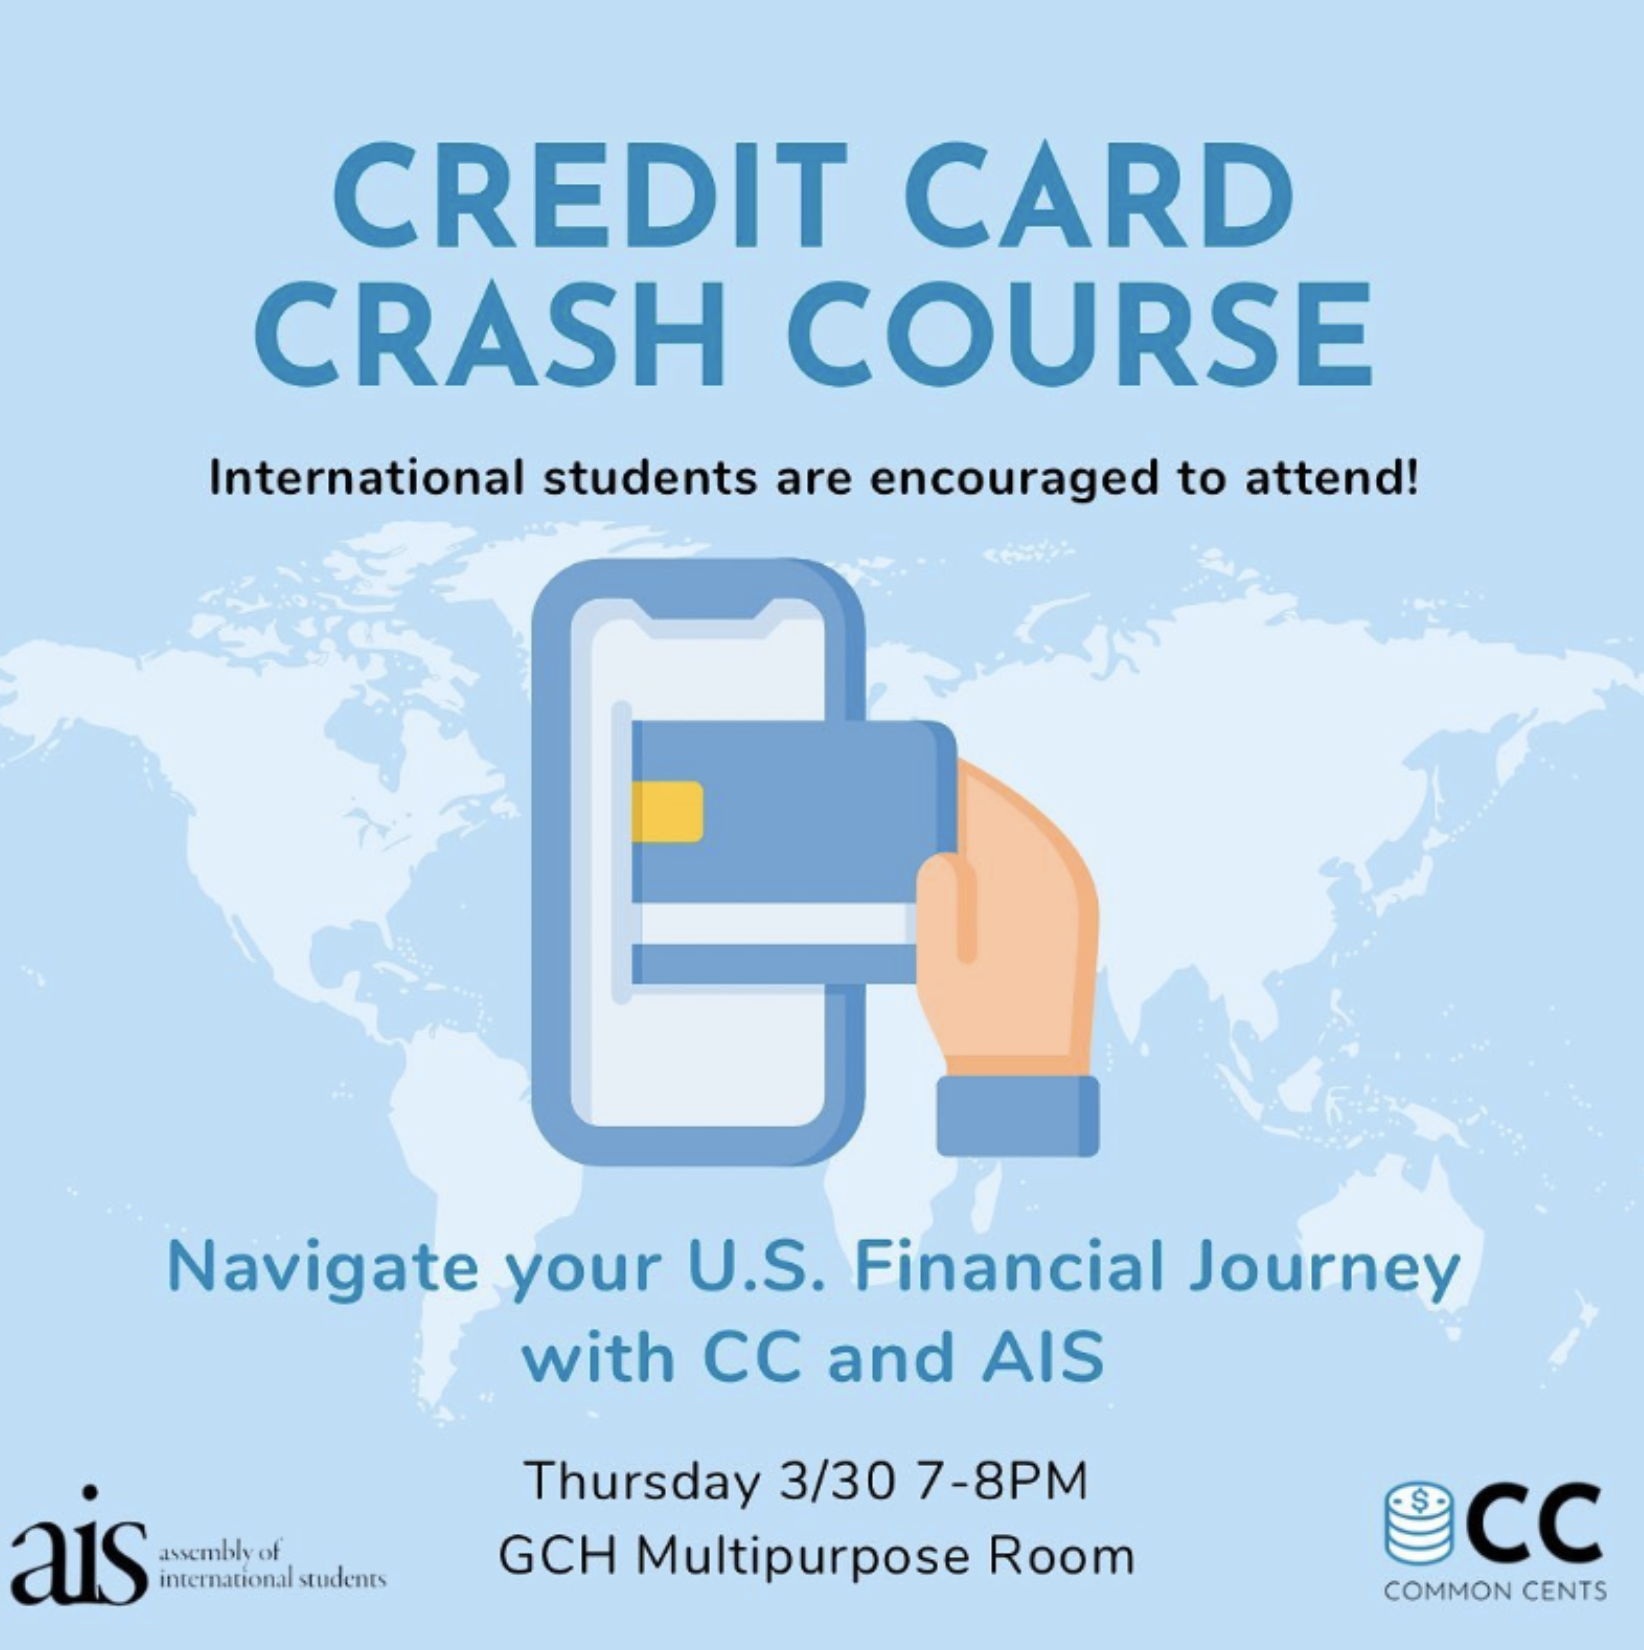 CREDIT CARD
CRASH COURSE
International students are encouraged to attend!
Navigate your U.S. Financial Journey
with CC and AIS
Thursday 3/30 7-8PM
GCH Multipurpose Room
ais
assembly of
international students
$
CC
COMMON CENTS